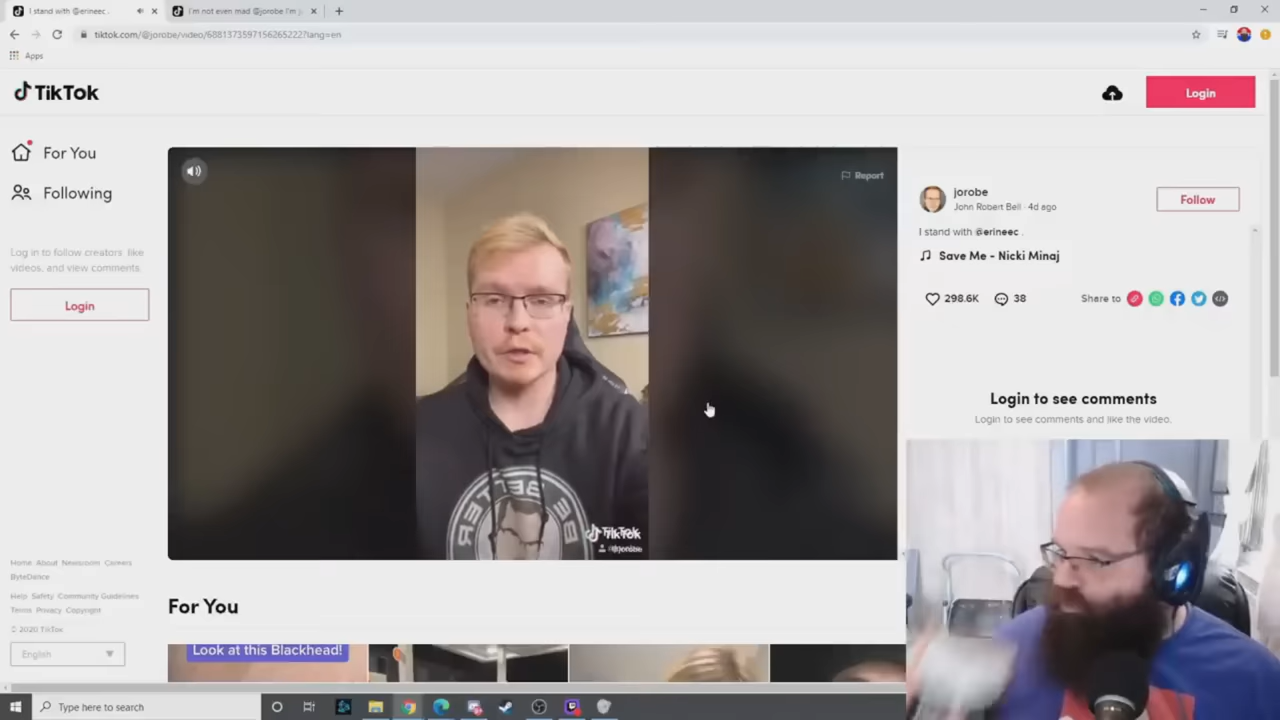 I stand with @erineec .
I'm not even mad @jorobe I'm j
tiktok.com/@jorobe/video/6881373597156265222?lang=en
Apps
TikTok
Login
For You
Following
Log in to follow creators, like
videos, and view comments.
Login
Report
jorobe
John Robert Bell · 4d ago
Follow
I stand with @erineec .
Save Me - Nicki Minaj
298.6K
38
Share to
Login to see comments
Login to see comments and like the video.
BE BETTER
TikTok
Home About Newsroom Careers
ByteDance
Help Safety Community Guidelines
Terms Privacy Copyright
© 2020 TikTok
English
For You
Look at this Blackhead!
Type here to search